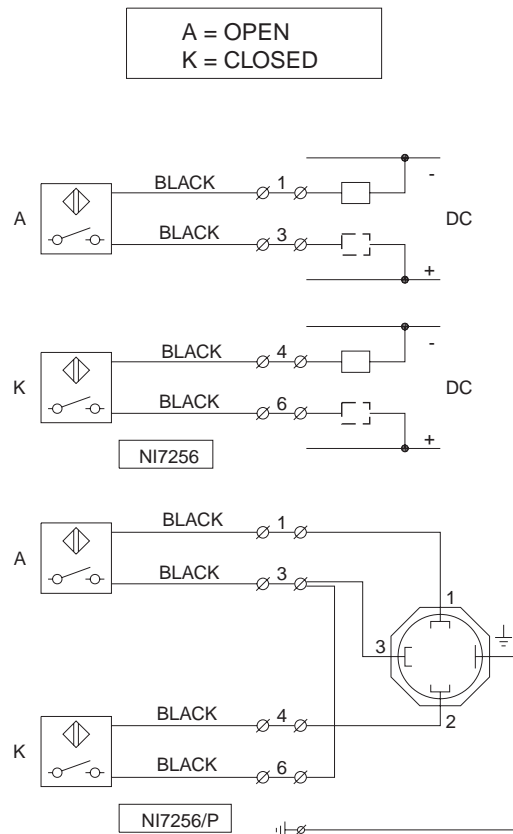 A = OPEN
K = CLOSED
BLACK 1
-
A DC
BLACK 3
+
BLACK 4
-
K DC
BLACK 6
+
NI7256
BLACK 1
A
BLACK 3
1
3
2
BLACK 4
K
BLACK 6
NI7256/P